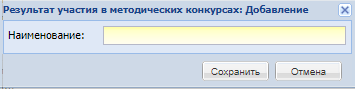 Результат участия в методических конкурсах: Добавление
Наименование:
Сохранить Отмена